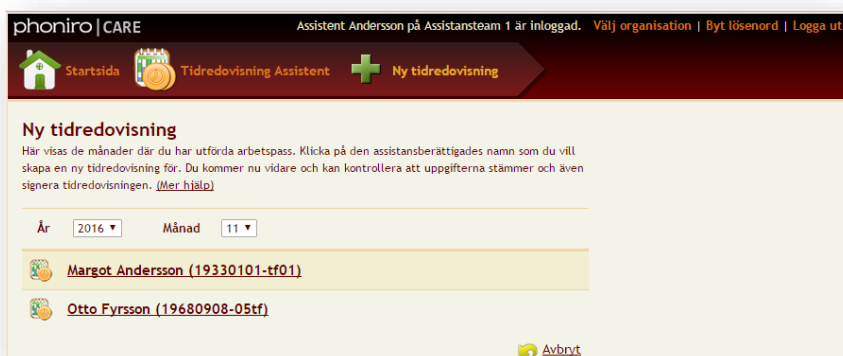 phoniro | CARE
Assistent Andersson på Assistansteam 1 är inloggad. Välj organisation | Byt lösenord | Logga ut
Startsida Tidredovisning Assistent Ny tidredovisning
Ny tidredovisning
Här visas de månader där du har utförda arbetspass. Klicka på den assistansberättigades namn som du vill
skapa en ny tidredovisning för. Du kommer nu vidare och kan kontrollera att uppgifterna stämmer och även
signera tidredovisningen. (Mer hjälp)
År 2016 Månad 11
Margot Andersson (19330101-tf01)
Otto Fyrsson (19680908-05tf)
Avbryt